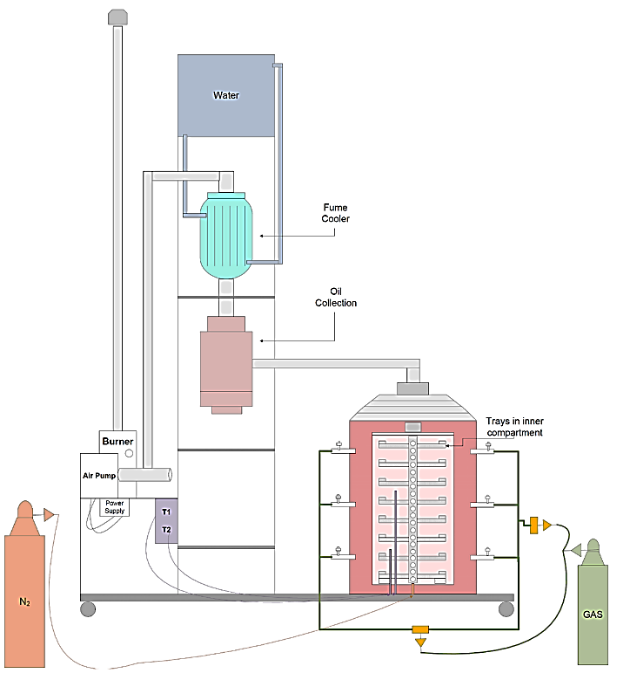 Water
Fume
Cooler
Oil
Collection
Trays in inner
compartment
Burner
Air Pump
Power
Supply
T1
T2
N2
GAS